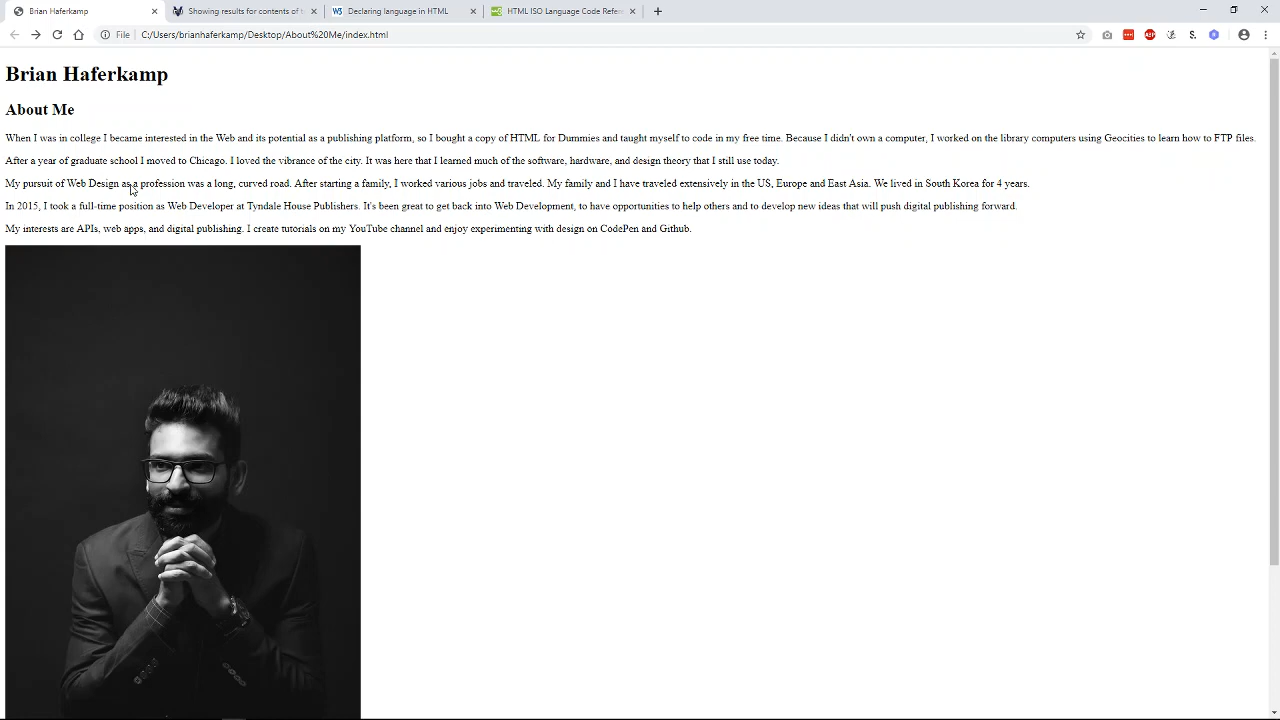 Brian Haferkamp
Showing results for contents of t
Declaring language in HTML
HTML ISO Language Code Refer
File C:/Users/brianhaferkamp/Desktop/About%20Me/index.html
Brian Haferkamp
About Me
When I was in college I became interested in the Web and its potential as a publishing platform, so I bought a copy of HTML for Dummies and taught myself to code in my free time. Because I didn't own a computer, I worked on the library computers using Geocities to learn how to FTP files.
After a year of graduate school I moved to Chicago. I loved the vibrance of the city. It was here that I learned much of the software, hardware, and design theory that I still use today.
My pursuit of Web Design as a profession was a long, curved road. After starting a family, I worked various jobs and traveled. My family and I have traveled extensively in the US, Europe and East Asia. We lived in South Korea for 4 years.
In 2015, I took a full-time position as Web Developer at Tyndale House Publishers. It's been great to get back into Web Development, to have opportunities to help others and to develop new ideas that will push digital publishing forward.
My interests are APIs, web apps, and digital publishing. I create tutorials on my YouTube channel and enjoy experimenting with design on CodePen and Github.